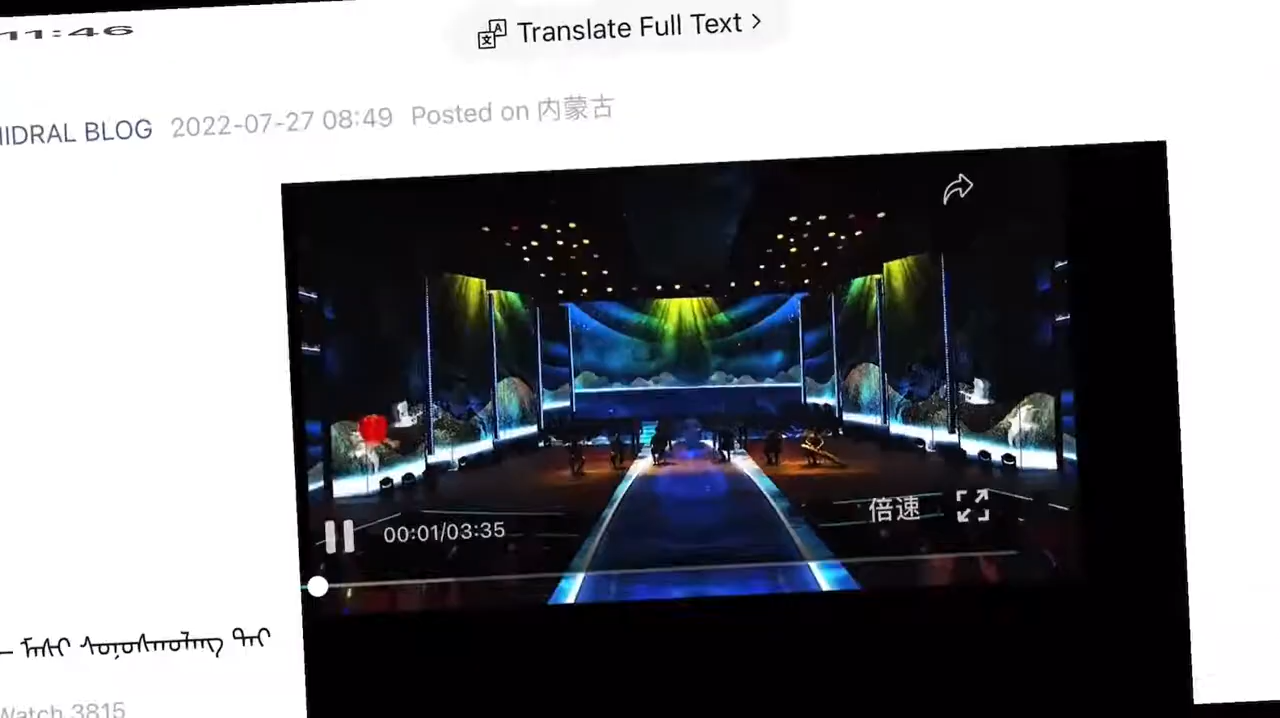 11:46
Translate Full Text >
BLOG 2022-07-27 08:49 Posted on 内蒙古
倍速
00:01/03:35
Watch 3815